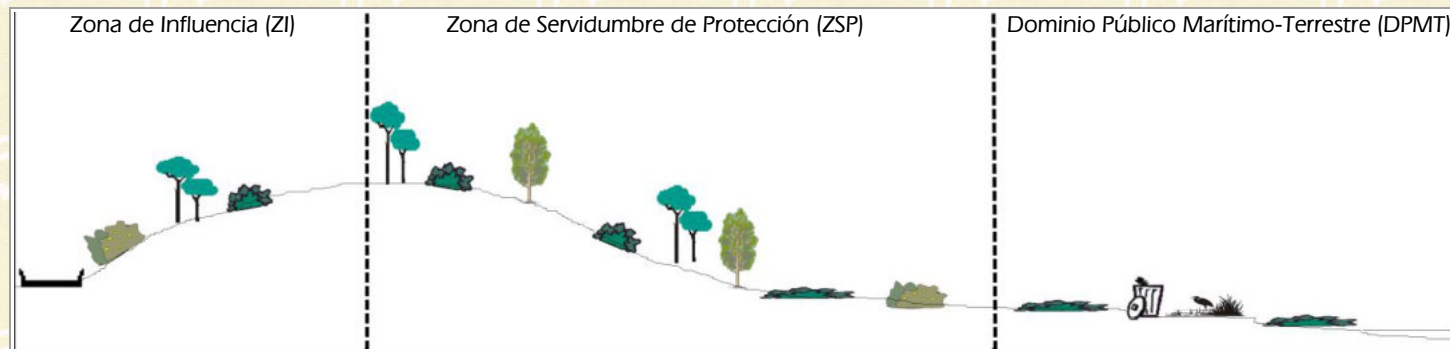 Zona de Influencia (ZI)
Zona de Servidumbre de Protección (ZSP)
Dominio Público Marítimo-Terrestre (DPMT)